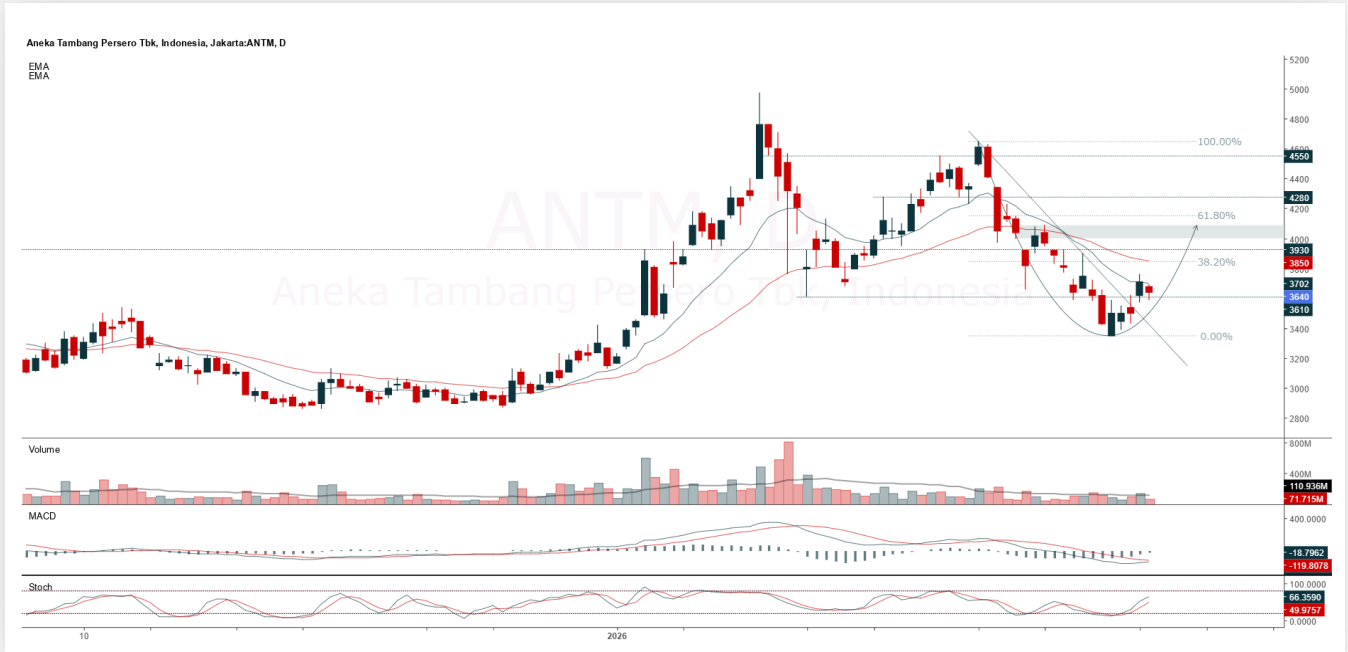 Aneka Tambang Persero Tbk, Indonesia, Jakarta:ANTM, D
EMA
EMA
ANTM, D
Aneka Tambang Persero Tbk, Indonesia
5200
5000
4800
4600
4550
4400
4280
4200
4000
3930
3850
3800
3702
3640
3610
3400
3200
3000
2800
100.00%
61.80%
38.20%
0.00%
Volume
800M
400M
110.936M
71.715M
MACD
400.0000
-18.7962
-119.8078
Stoch
100.0000
66.3590
49.9757
0.0000
10
2026